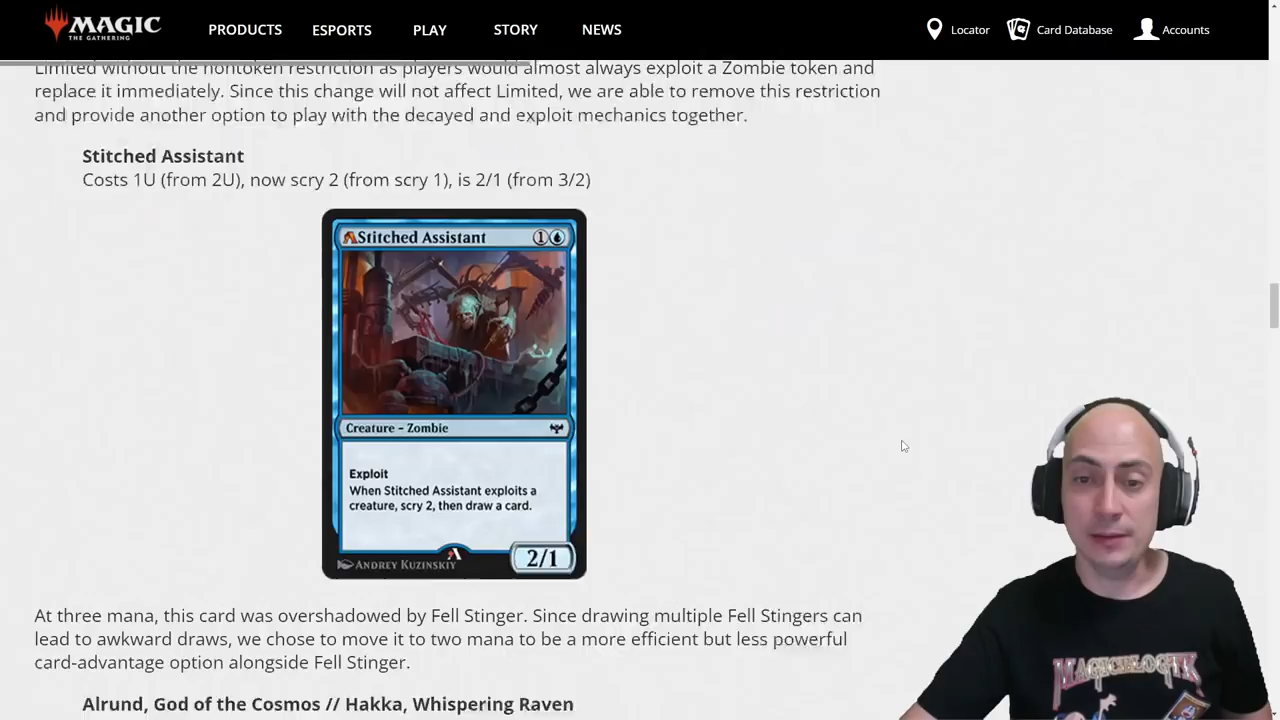 MAGIC
THE GATHERING
PRODUCTS
ESPORTS
PLAY
STORY
NEWS
Locator
Card Database
Accounts
Limited without the nontoken restriction as players would almost always exploit a Zombie token and
replace it immediately. Since this change will not affect Limited, we are able to remove this restriction
and provide another option to play with the decayed and exploit mechanics together.
Stitched Assistant
Costs 1U (from 2U), now scry 2 (from scry 1), is 2/1 (from 3/2)
Stitched Assistant
1
Creature – Zombie
Exploit
When Stitched Assistant exploits a
creature, scry 2, then draw a card.
2/1
Andrey Kuzinskiy
At three mana, this card was overshadowed by Fell Stinger. Since drawing multiple Fell Stingers can
lead to awkward draws, we chose to move it to two mana to be a more efficient but less powerful
card-advantage option alongside Fell Stinger.
Alrund, God of the Cosmos // Hakka, Whispering Raven